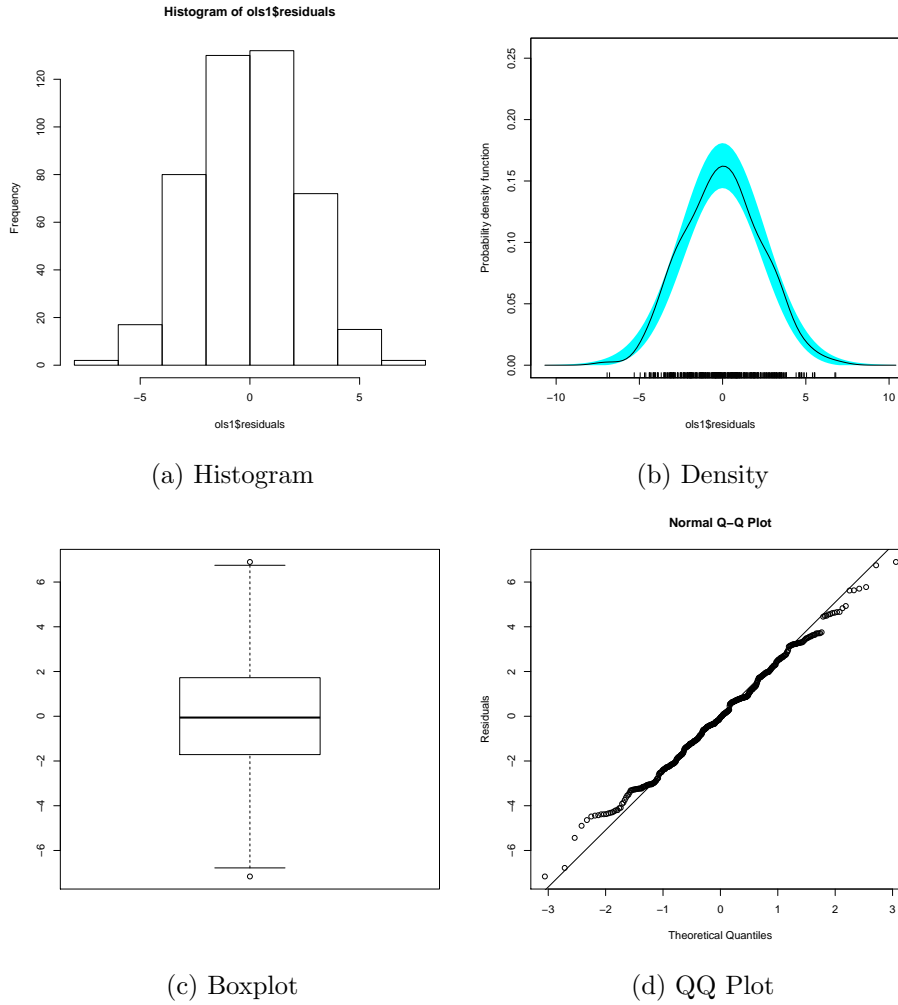 Histogram of ols1$residuals
Frequency
0 20 40 60 80 100 120
-5 0 5
ols1$residuals
(a) Histogram
Probability density function
0.00 0.05 0.10 0.15 0.20 0.25
-10 -5 0 5 10
ols1$residuals
(b) Density
-6 -4 -2 0 2 4 6
(c) Boxplot
Normal Q-Q Plot
Residuals
-6 -4 -2 0 2 4 6
-3 -2 -1 0 1 2 3
Theoretical Quantiles
(d) QQ Plot